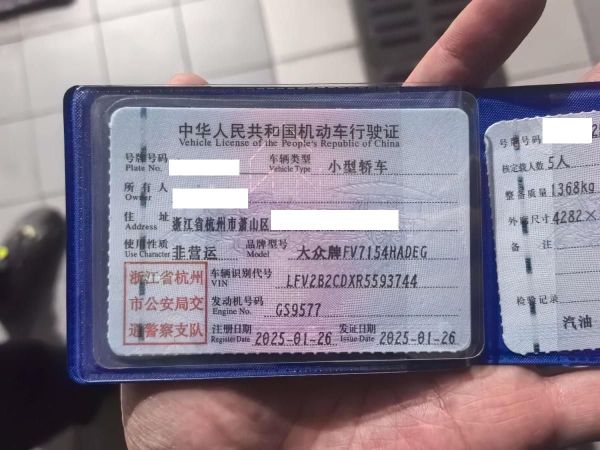 中华人民共和国机动车行驶证
Vehicle License of the People's Republic of China
号牌号码
Plate No.
车辆类型 小型轿车
Vehicle Type
所有人
Owner
住址 浙江省杭州市萧山区
Address
使用性质 非营运
Use Character
品牌型号 大众牌FV7154HADEG
Model
浙江省杭州
市公安局交
通警察支队
车辆识别代号 LFV2B2CDXR5593744
VIN
发动机号码 GS9577
Engine No.
注册日期 2025-01-26
Register Date
发证日期 2025-01-26
Issue Date
号牌号码
核定载人数 5人
整备质量 1368kg
外廓尺寸 4282×
备注
检验记录
汽油